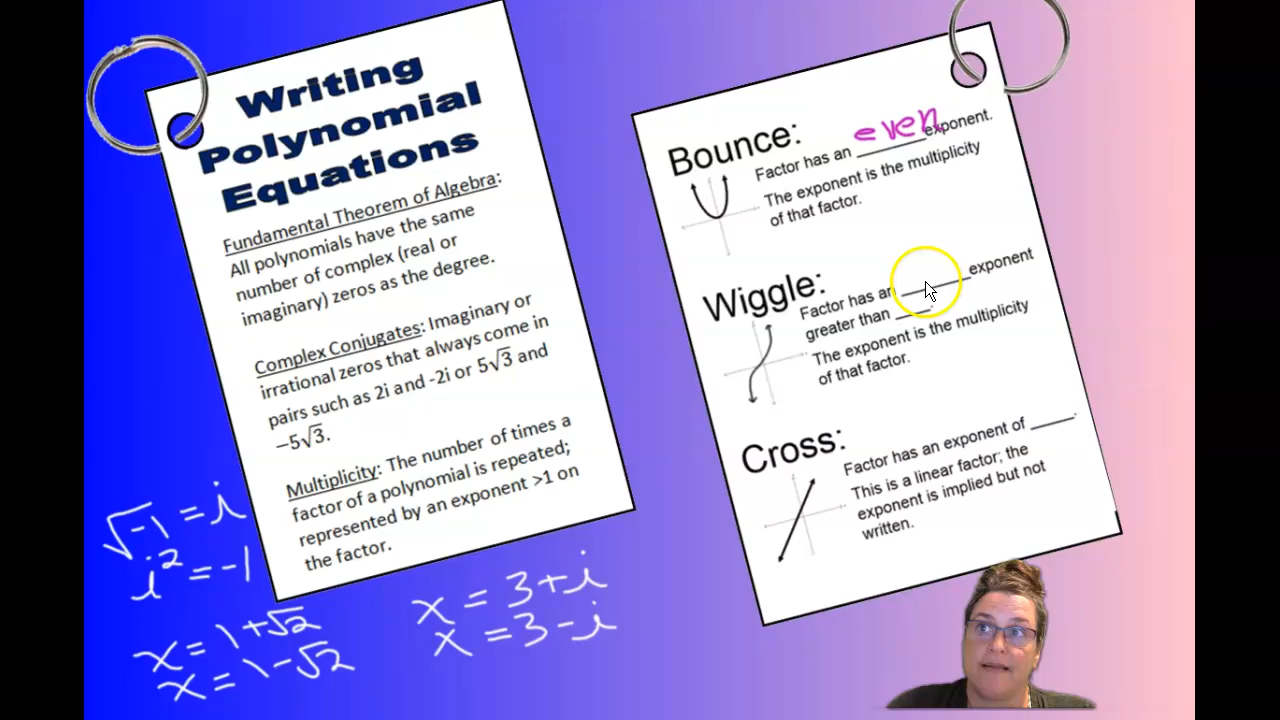 Writing
Polynomial
Equations
Fundamental Theorem of Algebra:
All polynomials have the same
number of complex (real or
imaginary) zeros as the degree.
Complex Conjugates: Imaginary or
irrational zeros that always come in
pairs such as 2i and -2i or 5√3 and
−5√3.
Multiplicity: The number of times a
factor of a polynomial is repeated;
represented by an exponent >1 on
the factor.
√-1 = i
i² = -1
x = 1+√2
x = 1-√2
x = 3+i
x = 3-i
Bounce:
Factor has an even exponent.
The exponent is the multiplicity
of that factor.
Wiggle:
Factor has an ______ exponent
greater than ____.
The exponent is the multiplicity
of that factor.
Cross:
Factor has an exponent of _____.
This is a linear factor; the
exponent is implied but not
written.